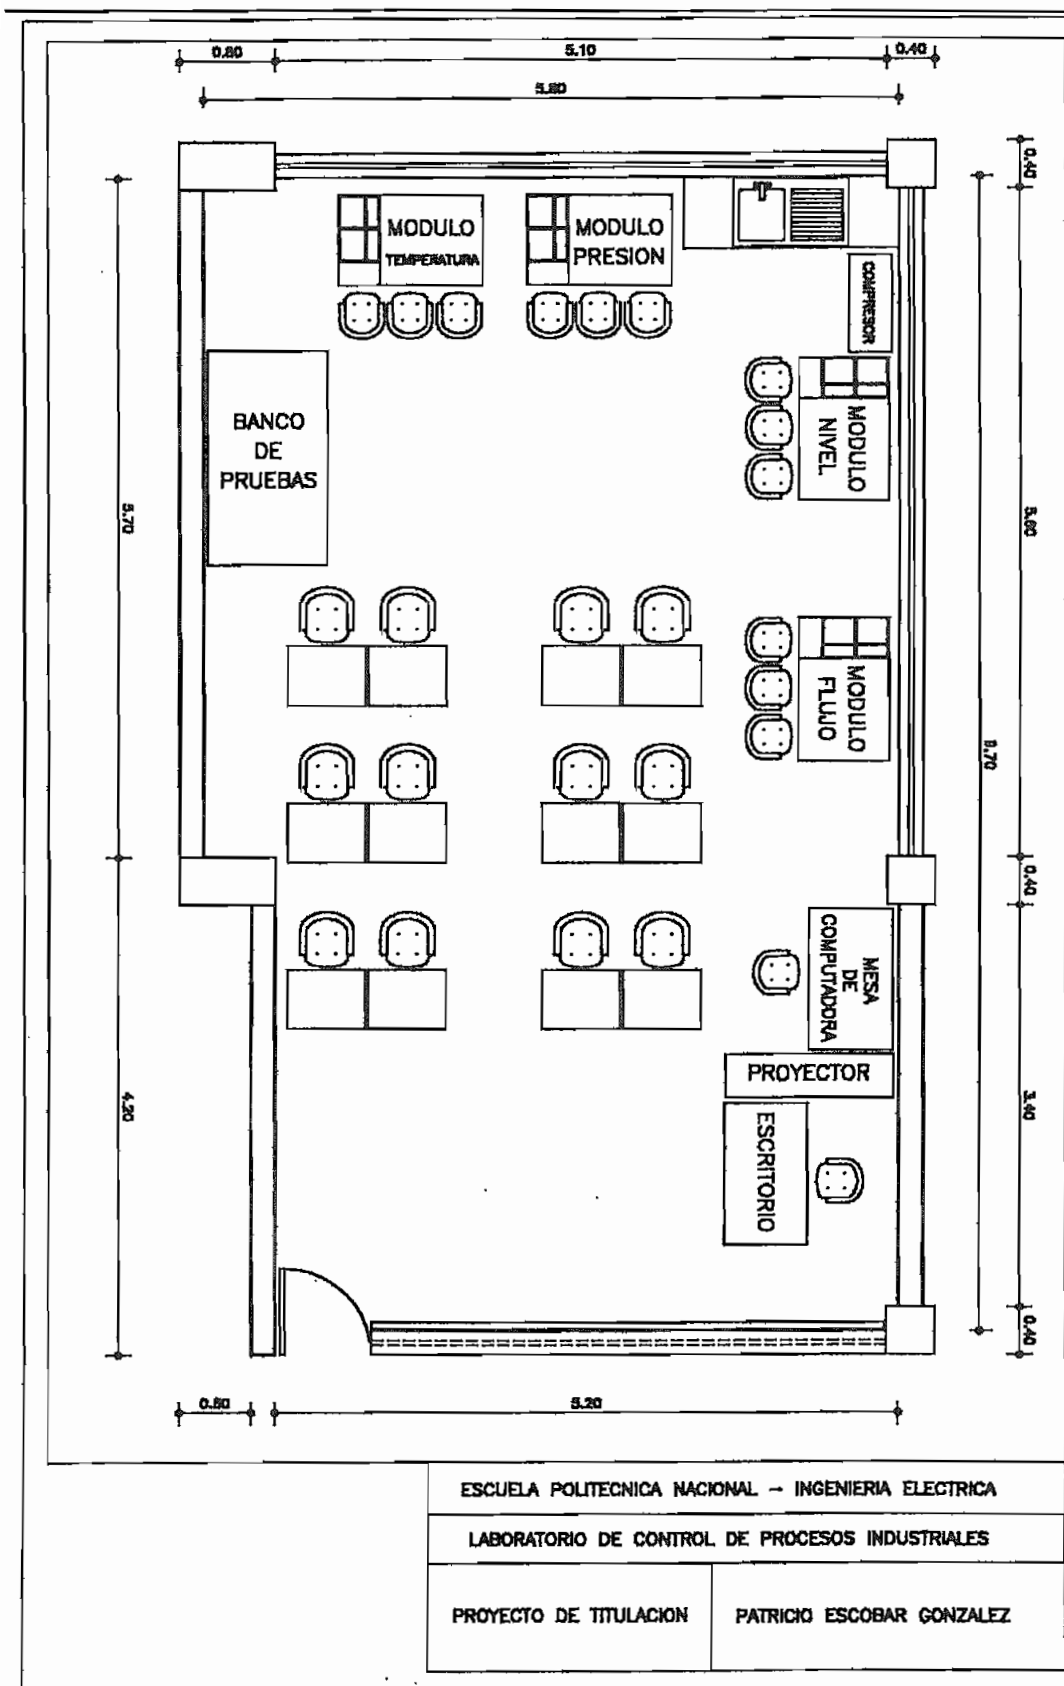 0.80
5.10
0.40
5.80
0.40
MODULO
TEMPERATURA
MODULO
PRESION
COMPRESOR
BANCO
DE
PRUEBAS
MODULO
NIVEL
5.70
5.60
MODULO
FLUJO
9.70
0.40
MESA
DE
COMPUTADORA
PROYECTOR
ESCRITORIO
4.20
3.40
0.40
5.20
ESCUELA POLITECNICA NACIONAL - INGENIERIA ELECTRICA
LABORATORIO DE CONTROL DE PROCESOS INDUSTRIALES
PROYECTO DE TITULACION
PATRICIO ESCOBAR GONZALEZ